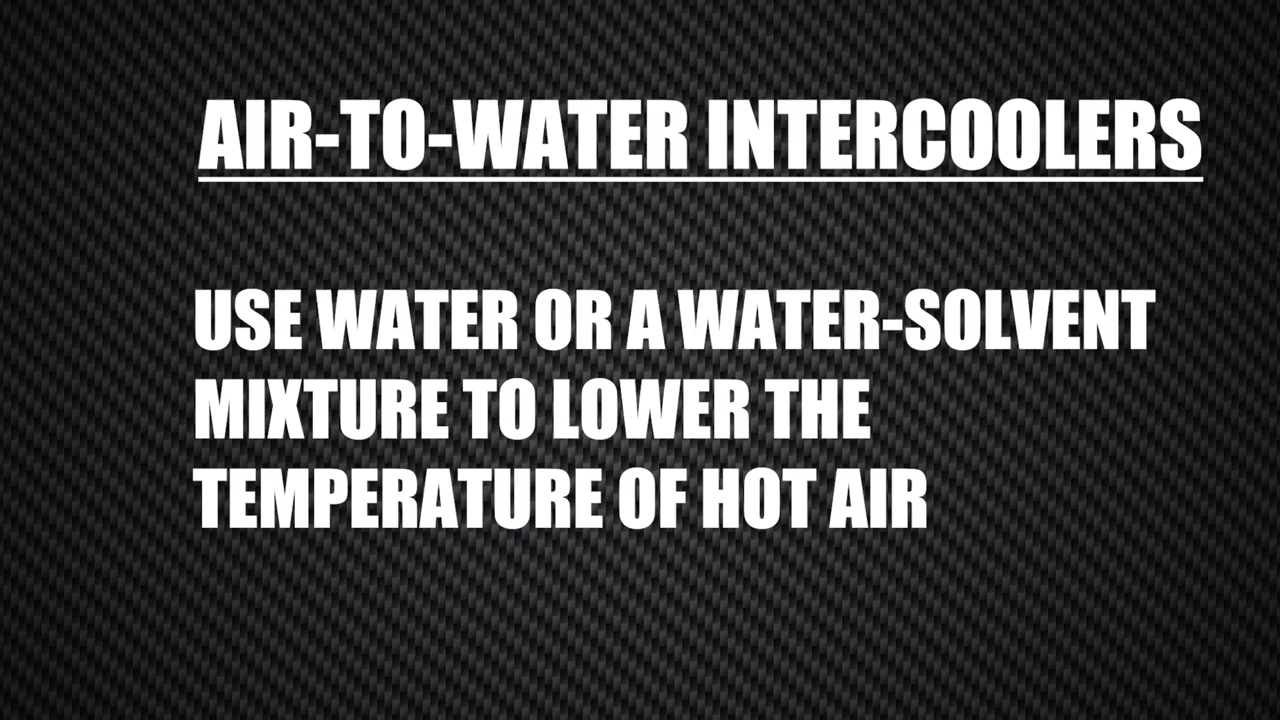 AIR-TO-WATER INTERCOOLERS
USE WATER OR A WATER-SOLVENT
MIXTURE TO LOWER THE
TEMPERATURE OF HOT AIR